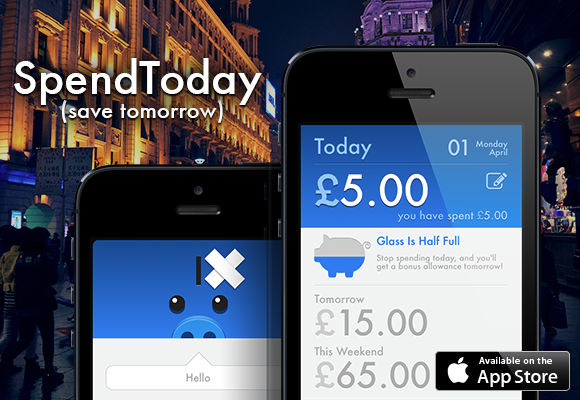 SpendToday
(save tomorrow)
Today
01 Monday
April
£5.00
you have spent £5.00
Glass Is Half Full
Stop spending today, and you'll
get a bonus allowance tomorrow!
Tomorrow
£15.00
This Weekend
£65.00
Hello
Available on the
App Store